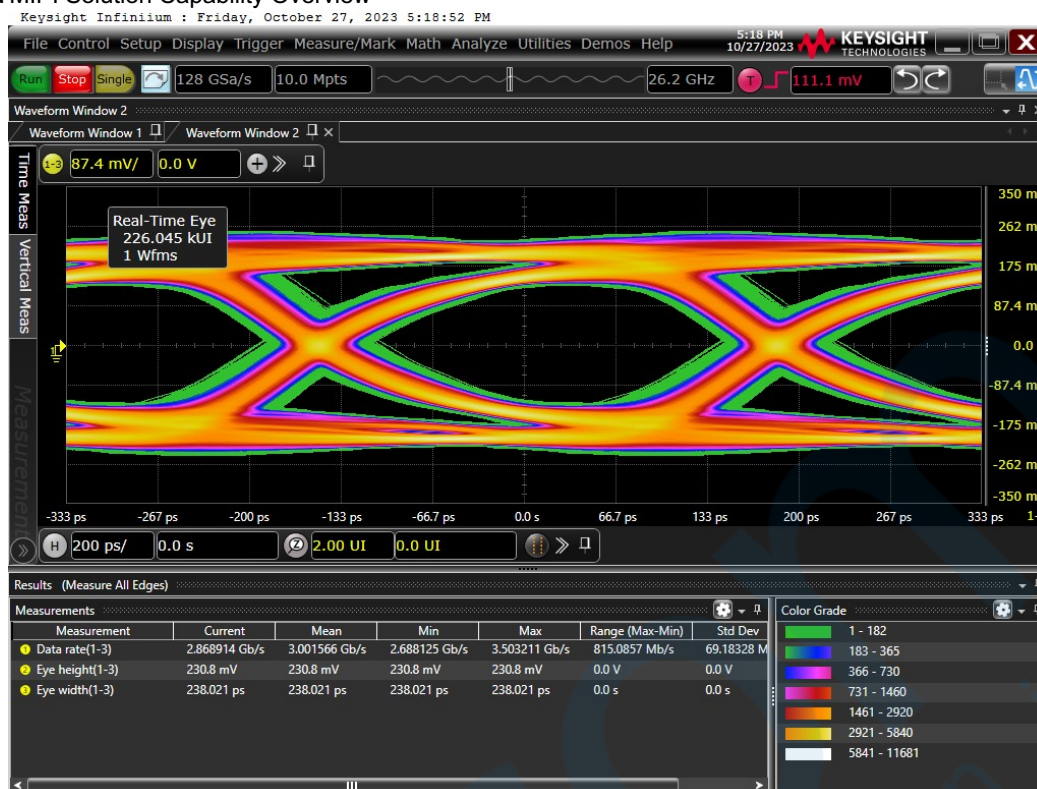 MIPI Solution Capability Overview
Keysight Infiniium : Friday, October 27, 2023 5:18:52 PM
File Control Setup Display Trigger Measure/Mark Math Analyze Utilities Demos Help 5:18 PM 10/27/2023 KEYSIGHT TECHNOLOGIES
Run Stop Single 128 GSa/s 10.0 Mpts 26.2 GHz T 111.1 mV
Waveform Window 2
Waveform Window 1 Waveform Window 2
Time Meas
Vertical Meas
Measurements
1-3 87.4 mV/ 0.0 V
Real-Time Eye
226.045 kUI
1 Wfms
350 m
262 m
175 m
87.4 m
0.0
-87.4 m
-175 m
-262 m
-350 m
-333 ps -267 ps -200 ps -133 ps -66.7 ps 0.0 s 66.7 ps 133 ps 200 ps 267 ps 333 ps 1-
H 200 ps/ 0.0 s Z 2.00 UI 0.0 UI
Results (Measure All Edges)
Measurements
Measurement Current Mean Min Max Range (Max-Min) Std Dev
1 Data rate(1-3) 2.868914 Gb/s 3.001566 Gb/s 2.688125 Gb/s 3.503211 Gb/s 815.0857 Mb/s 69.18328 M
2 Eye height(1-3) 230.8 mV 230.8 mV 230.8 mV 230.8 mV 0.0 V 0.0 V
3 Eye width(1-3) 238.021 ps 238.021 ps 238.021 ps 238.021 ps 0.0 s 0.0 s
Color Grade
1 - 182
183 - 365
366 - 730
731 - 1460
1461 - 2920
2921 - 5840
5841 - 11681